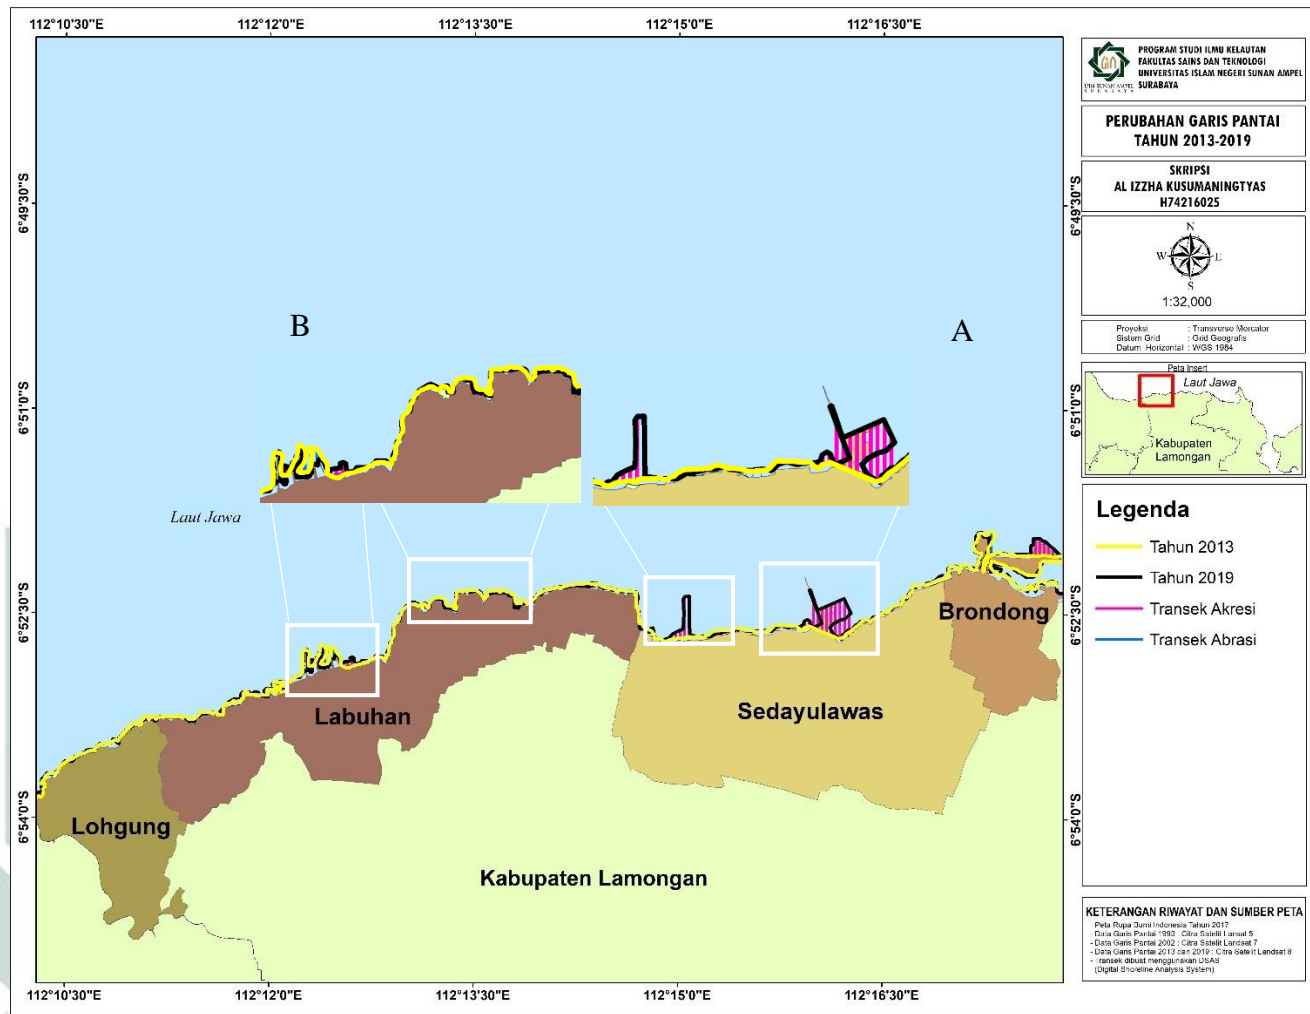 112°10'30"E
112°12'0"E
112°13'30"E
112°15'0"E
112°16'30"E
6°49'30"S
6°51'0"S
6°52'30"S
6°54'0"S
6°49'30"S
6°51'0"S
6°52'30"S
6°54'0"S
B
A
Laut Jawa
Labuhan
Sedayulawas
Brondong
Lohgung
Kabupaten Lamongan
112°10'30"E
112°12'0"E
112°13'30"E
112°15'0"E
112°16'30"E
UIN SUNAN AMPEL
SURABAYA
PROGRAM STUDI ILMU KELAUTAN
FAKULTAS SAINS DAN TEKNOLOGI
UNIVERSITAS ISLAM NEGERI SUNAN AMPEL
SURABAYA
PERUBAHAN GARIS PANTAI
TAHUN 2013-2019
SKRIPSI
AL IZZHA KUSUMANINGTYAS
H74216025
N
W E
S
1:32,000
Proyeksi : Transverse Mercator
Sistem Grid : Grid Geografis
Datum Horizontal : WGS 1984
Peta Insert
Laut Jawa
Kabupaten
Lamongan
Legenda
Tahun 2013
Tahun 2019
Transek Akresi
Transek Abrasi
KETERANGAN RIWAYAT DAN SUMBER PETA
Peta Rupa Bumi Indonesia Tahun 2017
Data Garis Pantai 1993 : Citra Satelit Lansat 5
- Data Garis Pantai 2002 : Citra Satelit Landsat 7
- Data Garis Pantai 2013 dan 2019 : Citra Satelit Landsat 8
- Transek dibuat menggunakan DSAS
(Digital Shoreline Analysis System)